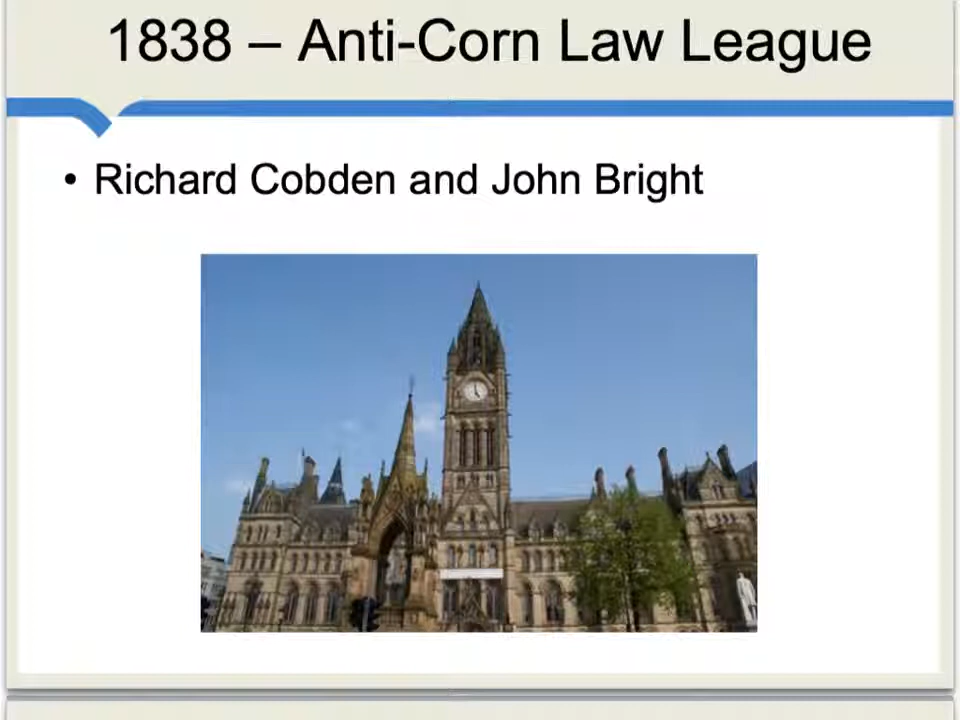 1838 – Anti-Corn Law League
• Richard Cobden and John Bright